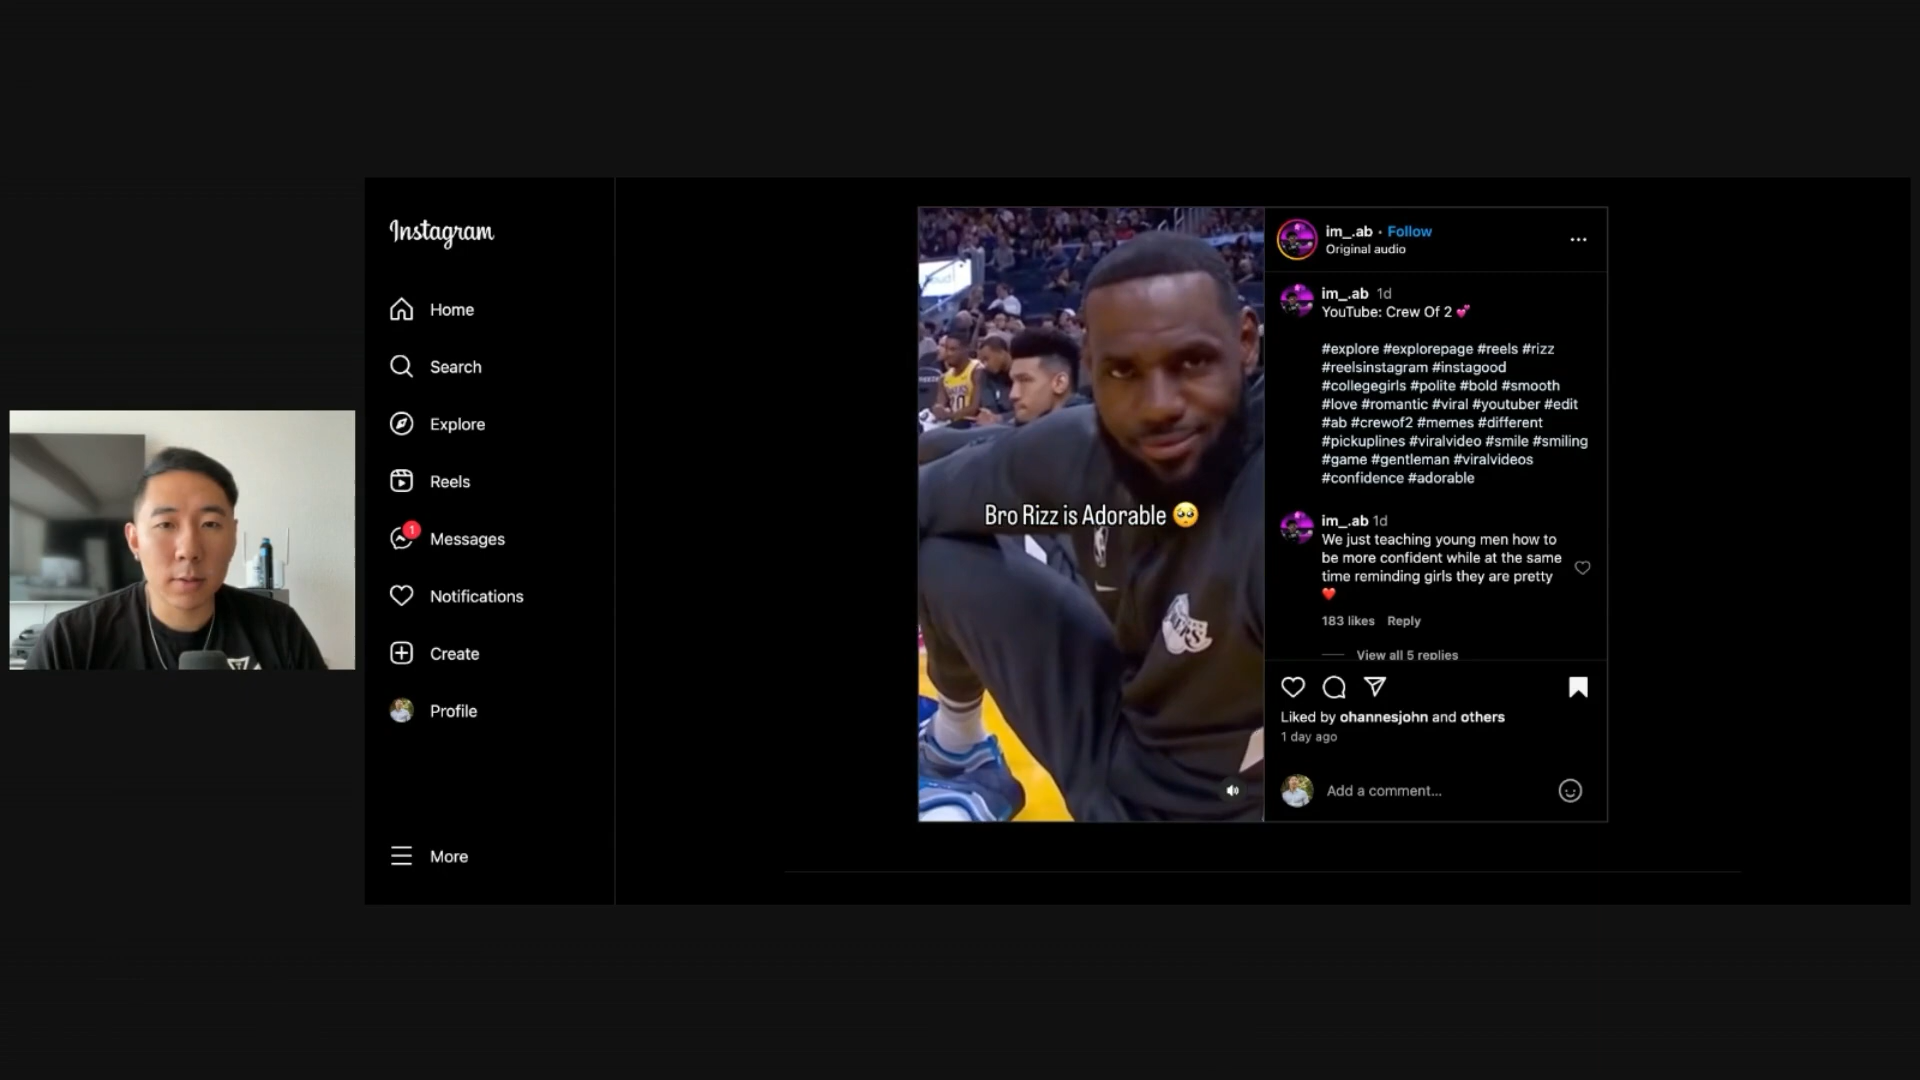 Instagram
Home
Search
Explore
Reels
1
Messages
Notifications
Create
Profile
More
Bro Rizz is Adorable 🥺
im_.ab • Follow
Original audio
im_.ab 1d
YouTube: Crew Of 2 💕
#explore #explorepage #reels #rizz
#reelsinstagram #instagood
#collegegirls #polite #bold #smooth
#love #romantic #viral #youtuber #edit
#ab #crewof2 #memes #different
#pickuplines #viralvideo #smile #smiling
#game #gentleman #viralvideos
#confidence #adorable
im_.ab 1d
We just teaching young men how to
be more confident while at the same
time reminding girls they are pretty
❤️
183 likes Reply
View all 5 replies
Liked by ohannesjohn and others
1 day ago
Add a comment...